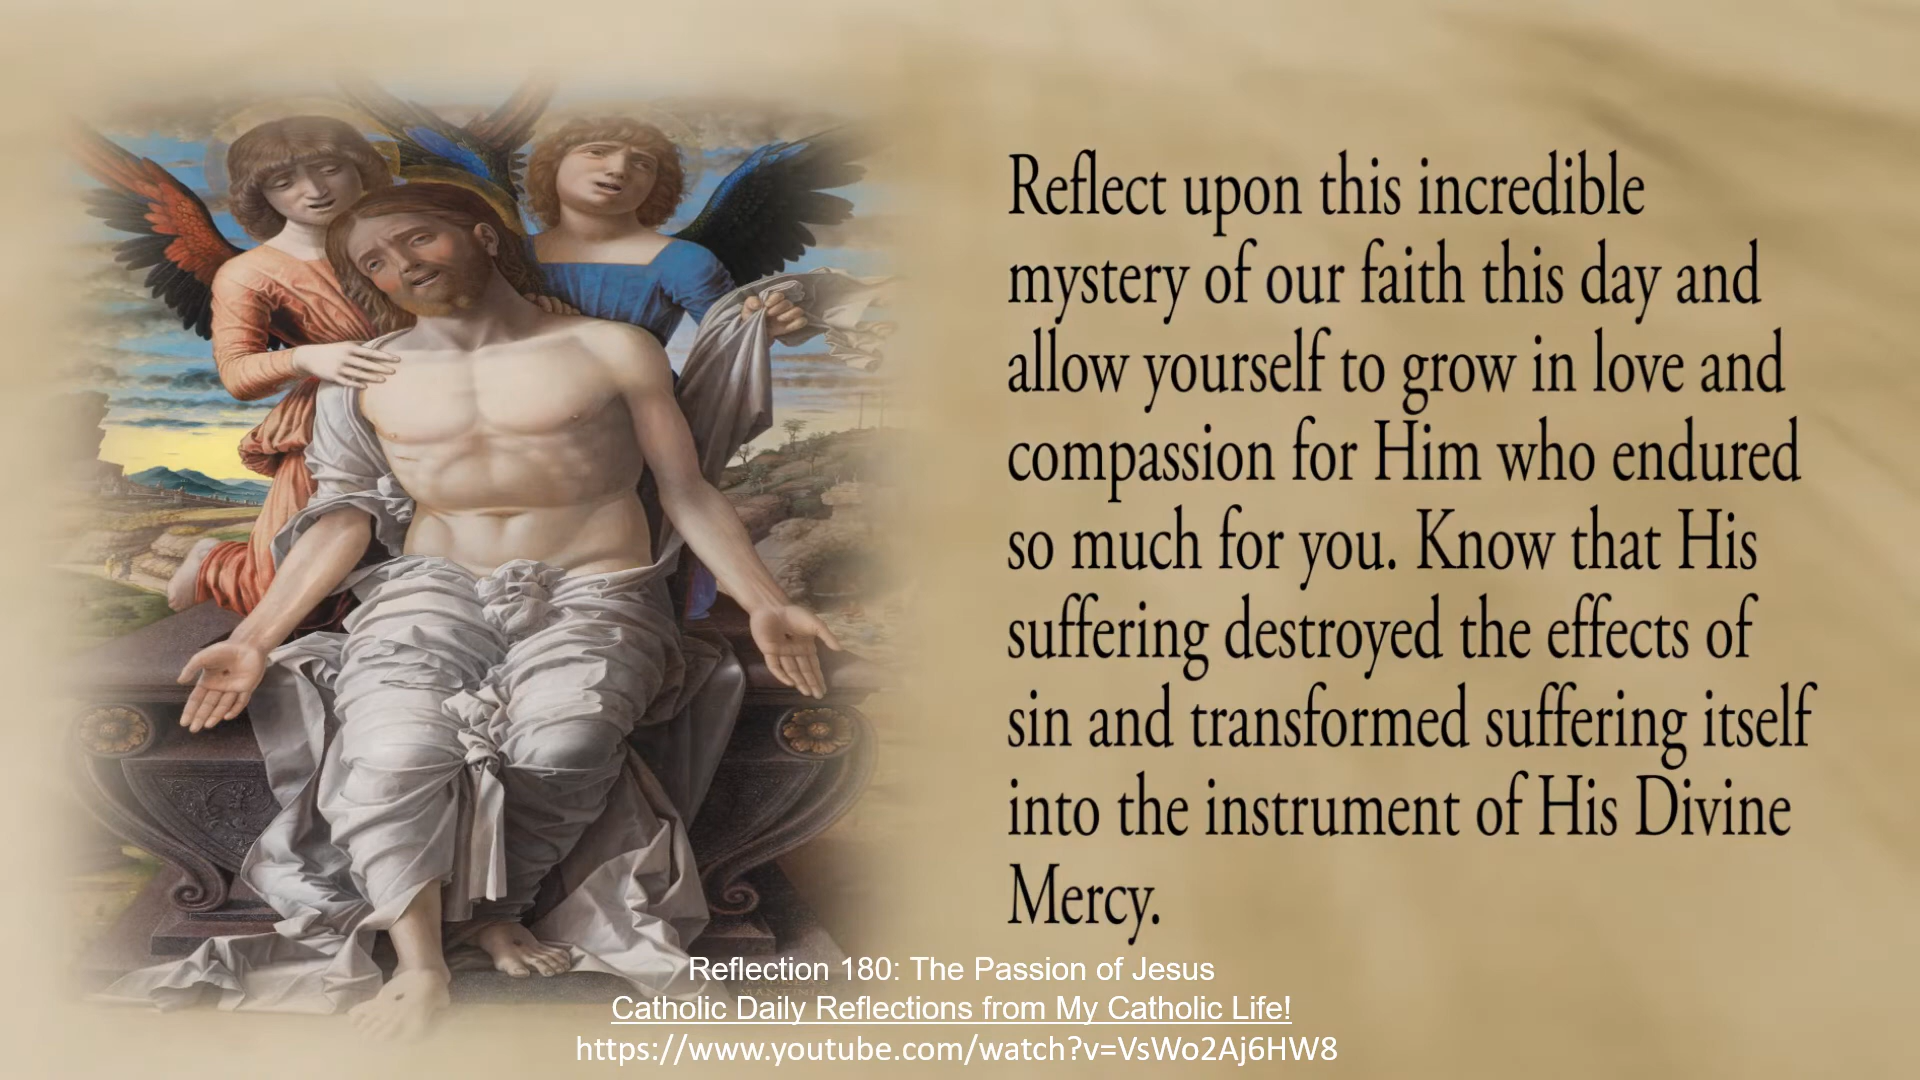 Reflect upon this incredible
mystery of our faith this day and
allow yourself to grow in love and
compassion for Him who endured
so much for you. Know that His
suffering destroyed the effects of
sin and transformed suffering itself
into the instrument of His Divine
Mercy.
Reflection 180: The Passion of Jesus
Catholic Daily Reflections from My Catholic Life!
https://www.youtube.com/watch?v=VsWo2Aj6HW8